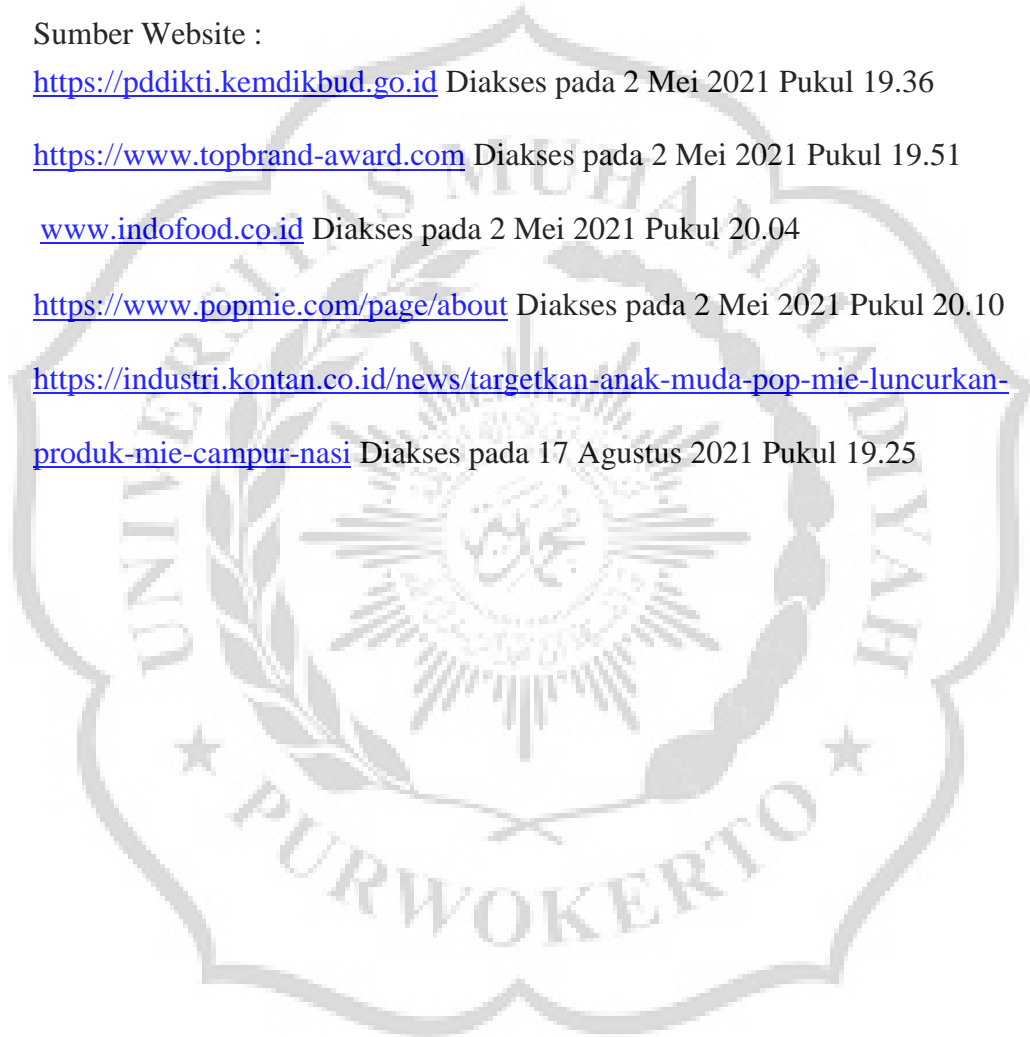 Sumber Website :
https://pddikti.kemdikbud.go.id Diakses pada 2 Mei 2021 Pukul 19.36
https://www.topbrand-award.com Diakses pada 2 Mei 2021 Pukul 19.51
www.indofood.co.id Diakses pada 2 Mei 2021 Pukul 20.04
https://www.popmie.com/page/about Diakses pada 2 Mei 2021 Pukul 20.10
https://industri.kontan.co.id/news/targetkan-anak-muda-pop-mie-luncurkan-
produk-mie-campur-nasi Diakses pada 17 Agustus 2021 Pukul 19.25
UNIVERSITAS MUHAMMADIYAH
PURWOKERTO